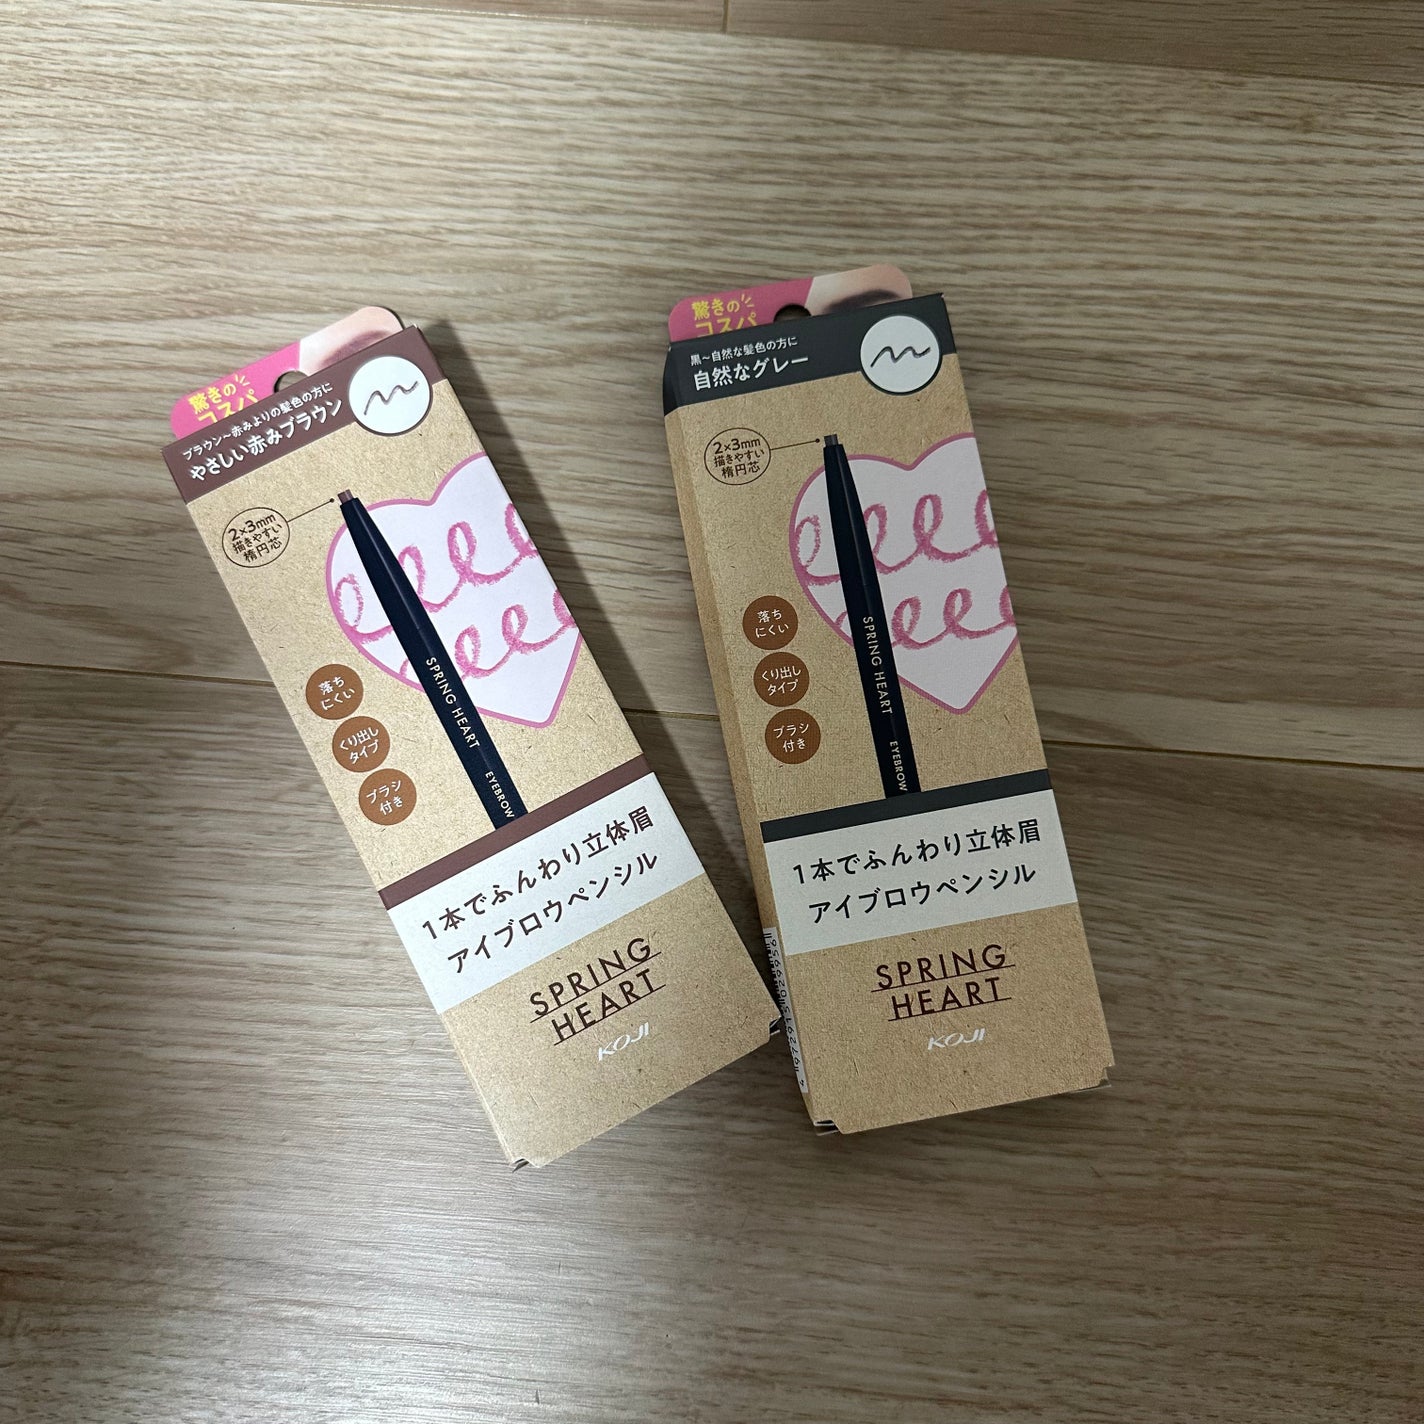 驚きの
コスパ
ブラウン〜赤みよりの髪色の方に
やさしい赤みブラウン
2×3mm
描きやすい
楕円芯
SPRING HEART
EYEBROW
落ち
にくい
くり出し
タイプ
ブラシ
付き
1本でふんわり立体眉
アイブロウペンシル
SPRING
HEART
KOJI
驚きの
コスパ
黒〜自然な髪色の方に
自然なグレー
2×3mm
描きやすい
楕円芯
SPRING HEART
EYEBROW
落ち
にくい
くり出し
タイプ
ブラシ
付き
1本でふんわり立体眉
アイブロウペンシル
SPRING
HEART
KOJI
4 972915 029956